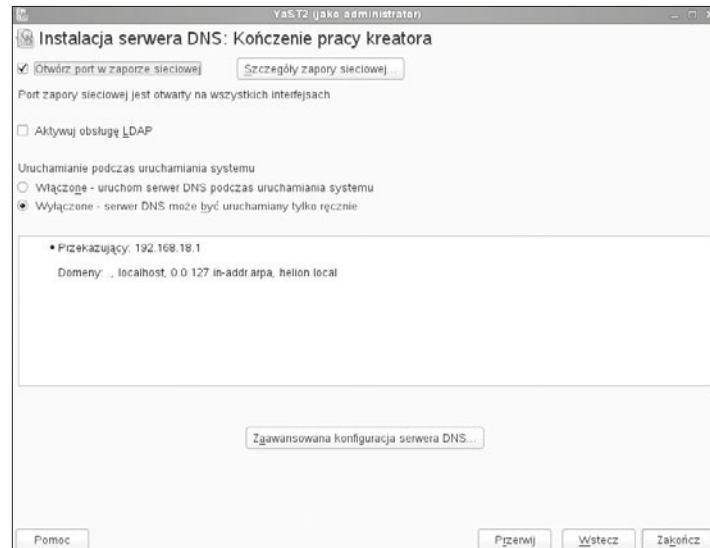 YaST2 (jako administrator)
Instalacja serwera DNS: Kończenie pracy kreatora
Otwórz port w zaporze sieciowej Szczegóły zapory sieciowej...
Port zapory sieciowej jest otwarty na wszystkich interfejsach
Aktywuj obsługę LDAP
Uruchamianie podczas uruchamiania systemu
Włączone - uruchom serwer DNS podczas uruchamiania systemu
Wyłączone - serwer DNS może być uruchamiany tylko ręcznie
• Przekazujący: 192.168.18.1
Domeny: ., localhost, 0.0.127.in-addr.arpa, helion.local
Zaawansowana konfiguracja serwera DNS...
Pomoc Przerwij Wstecz Zakończ